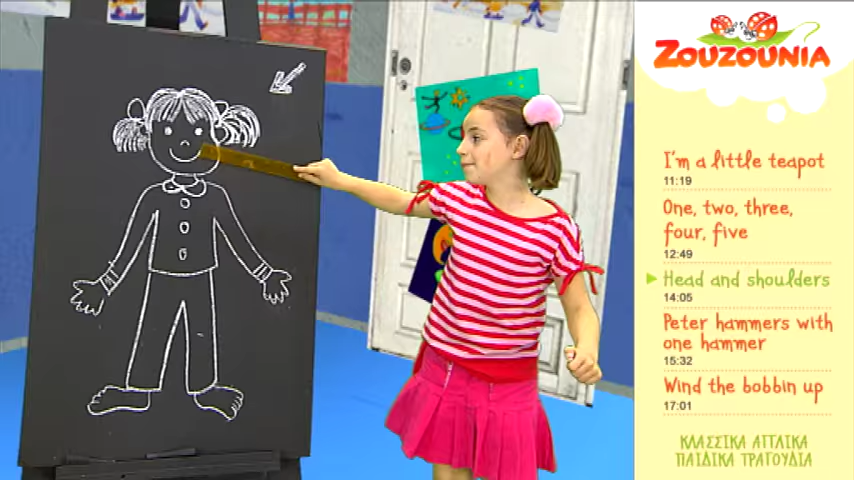 ZOUZOUNIA
I'm a little teapot
11:19
One, two, three,
four, five
12:49
Head and shoulders
14:05
Peter hammers with
one hammer
15:32
Wind the bobbin up
17:01
ΚΛΑΣΣΙΚΑ ΑΓΓΛΙΚΑ
ΠΑΙΔΙΚΑ ΤΡΑΓΟΥΔΙΑ